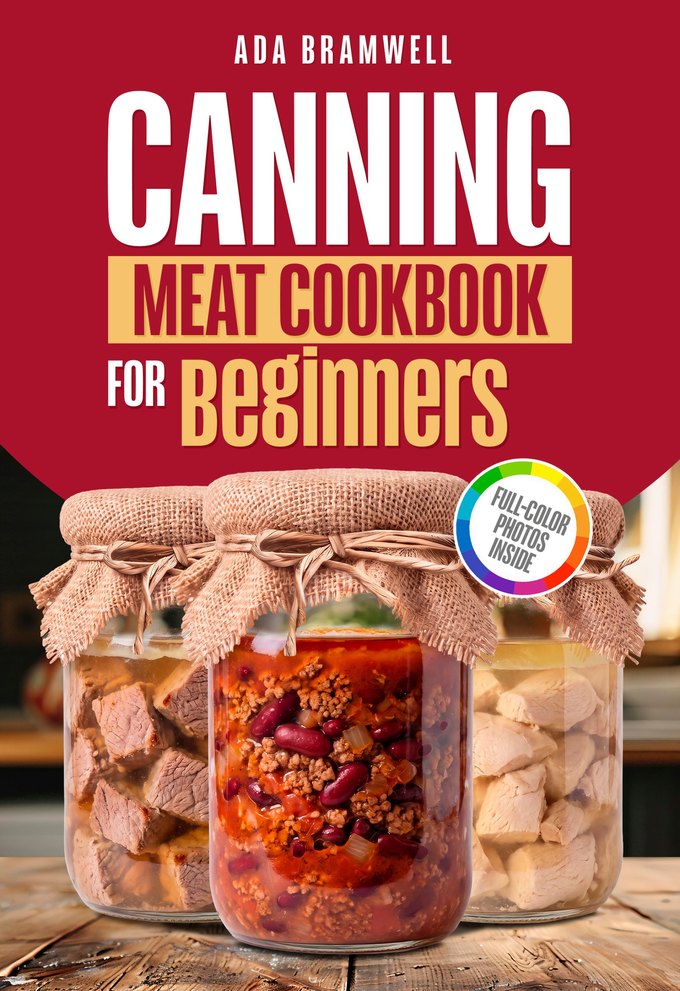 ADA BRAMWELL
CANNING
MEAT COOKBOOK
FOR Beginners
FULL-COLOR
PHOTOS
INSIDE